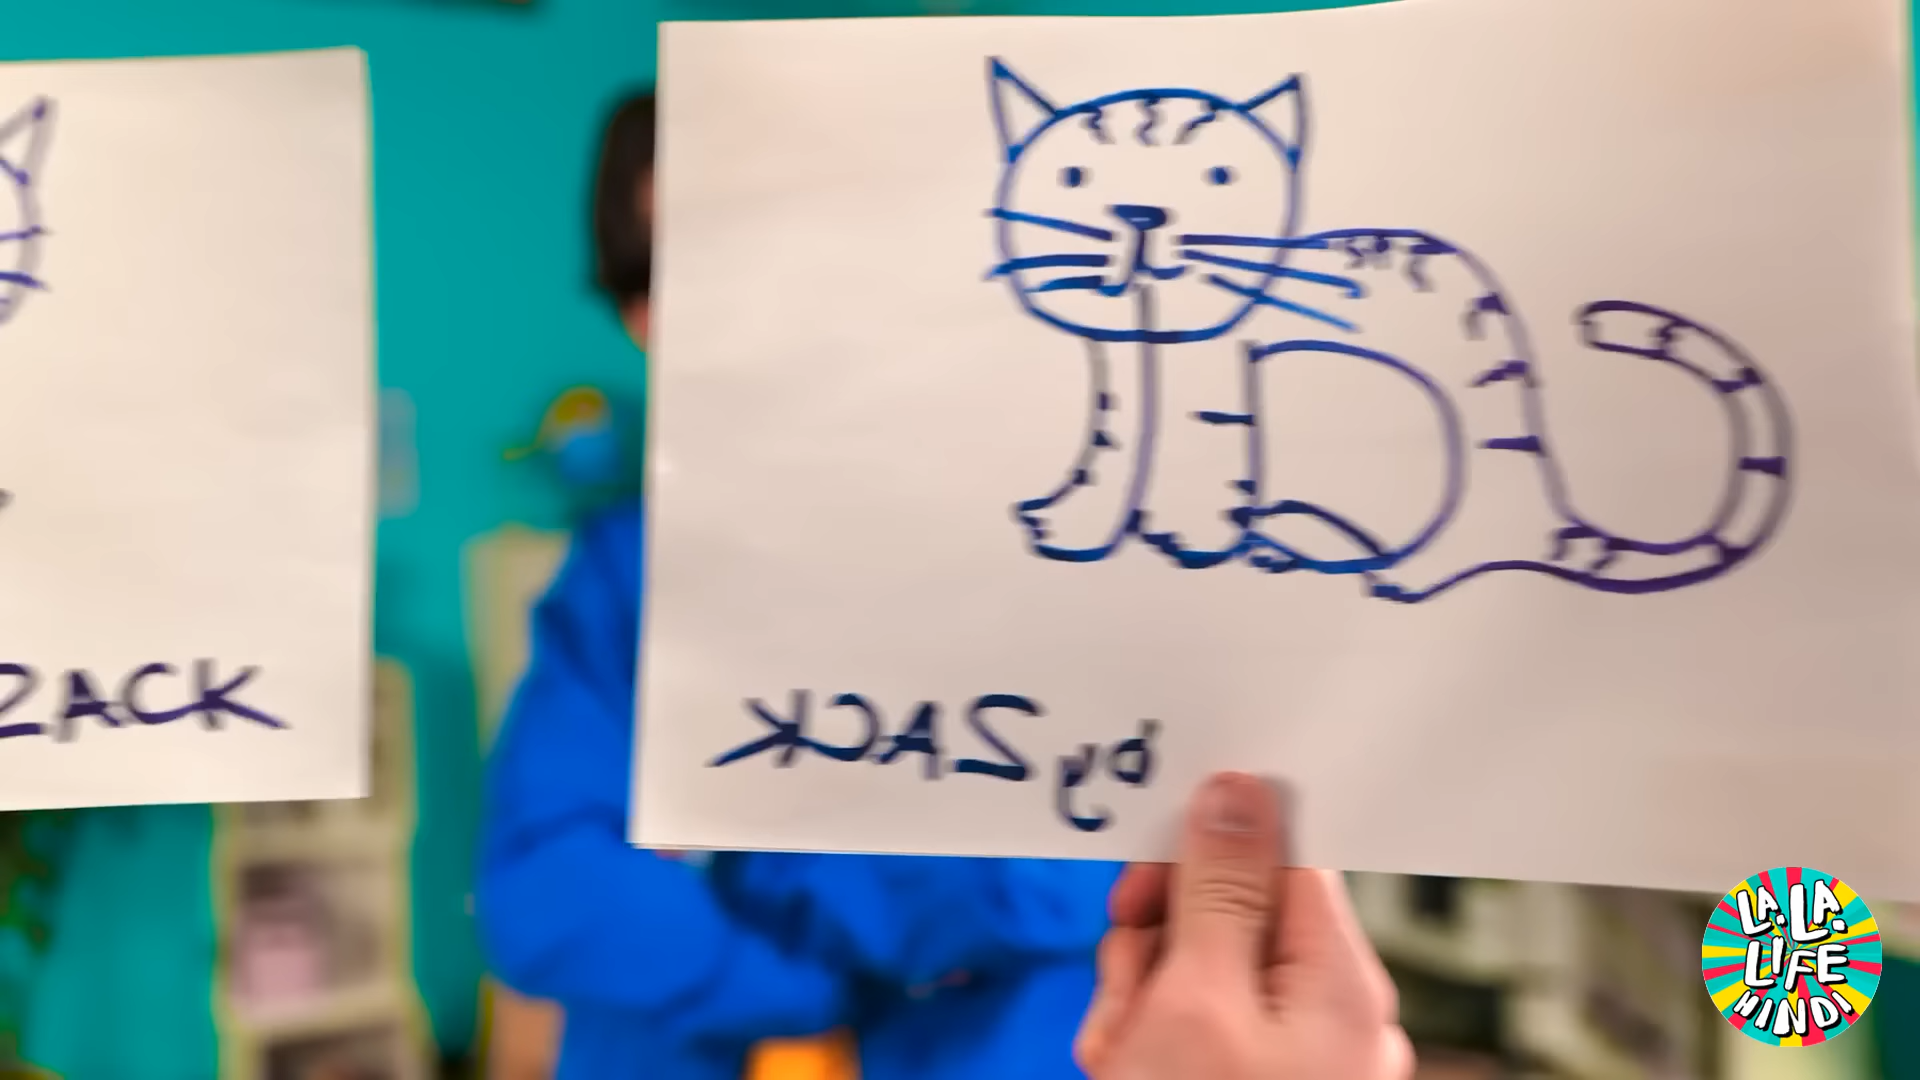 ZACK
by ZACK
LA. LA.
LIFE
HINDI